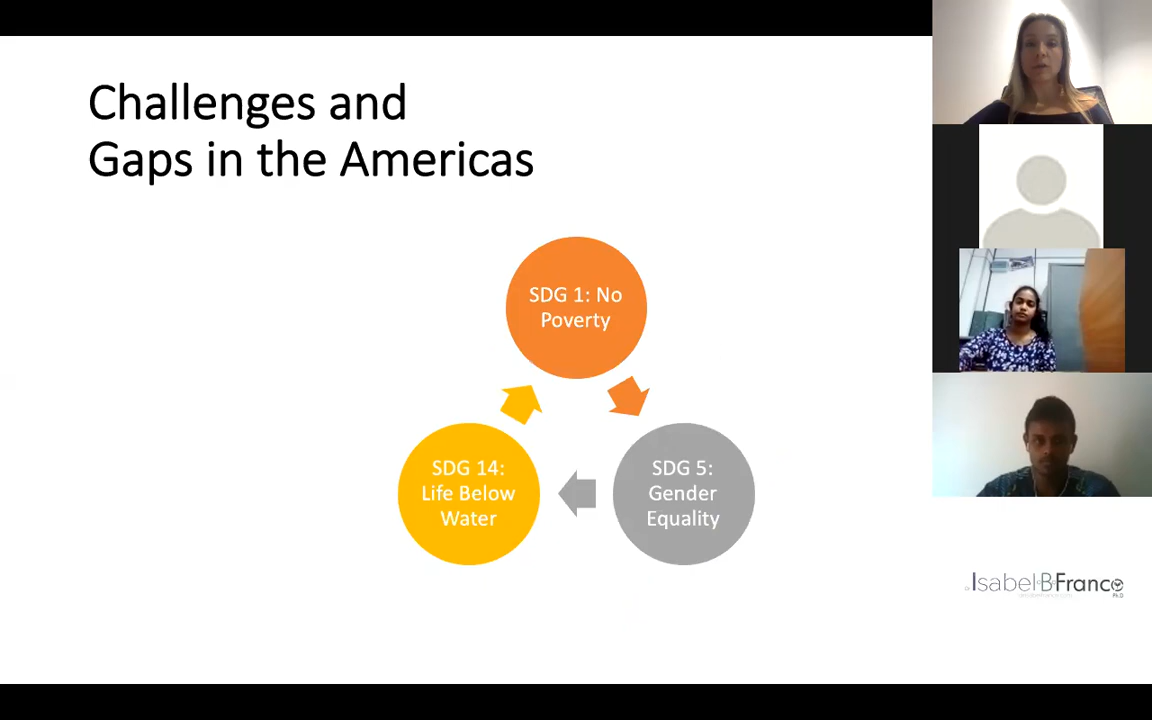 Challenges and
Gaps in the Americas
SDG 1: No
Poverty
SDG 14:
Life Below
Water
SDG 5:
Gender
Equality
IsabelBFranco
Ph.D